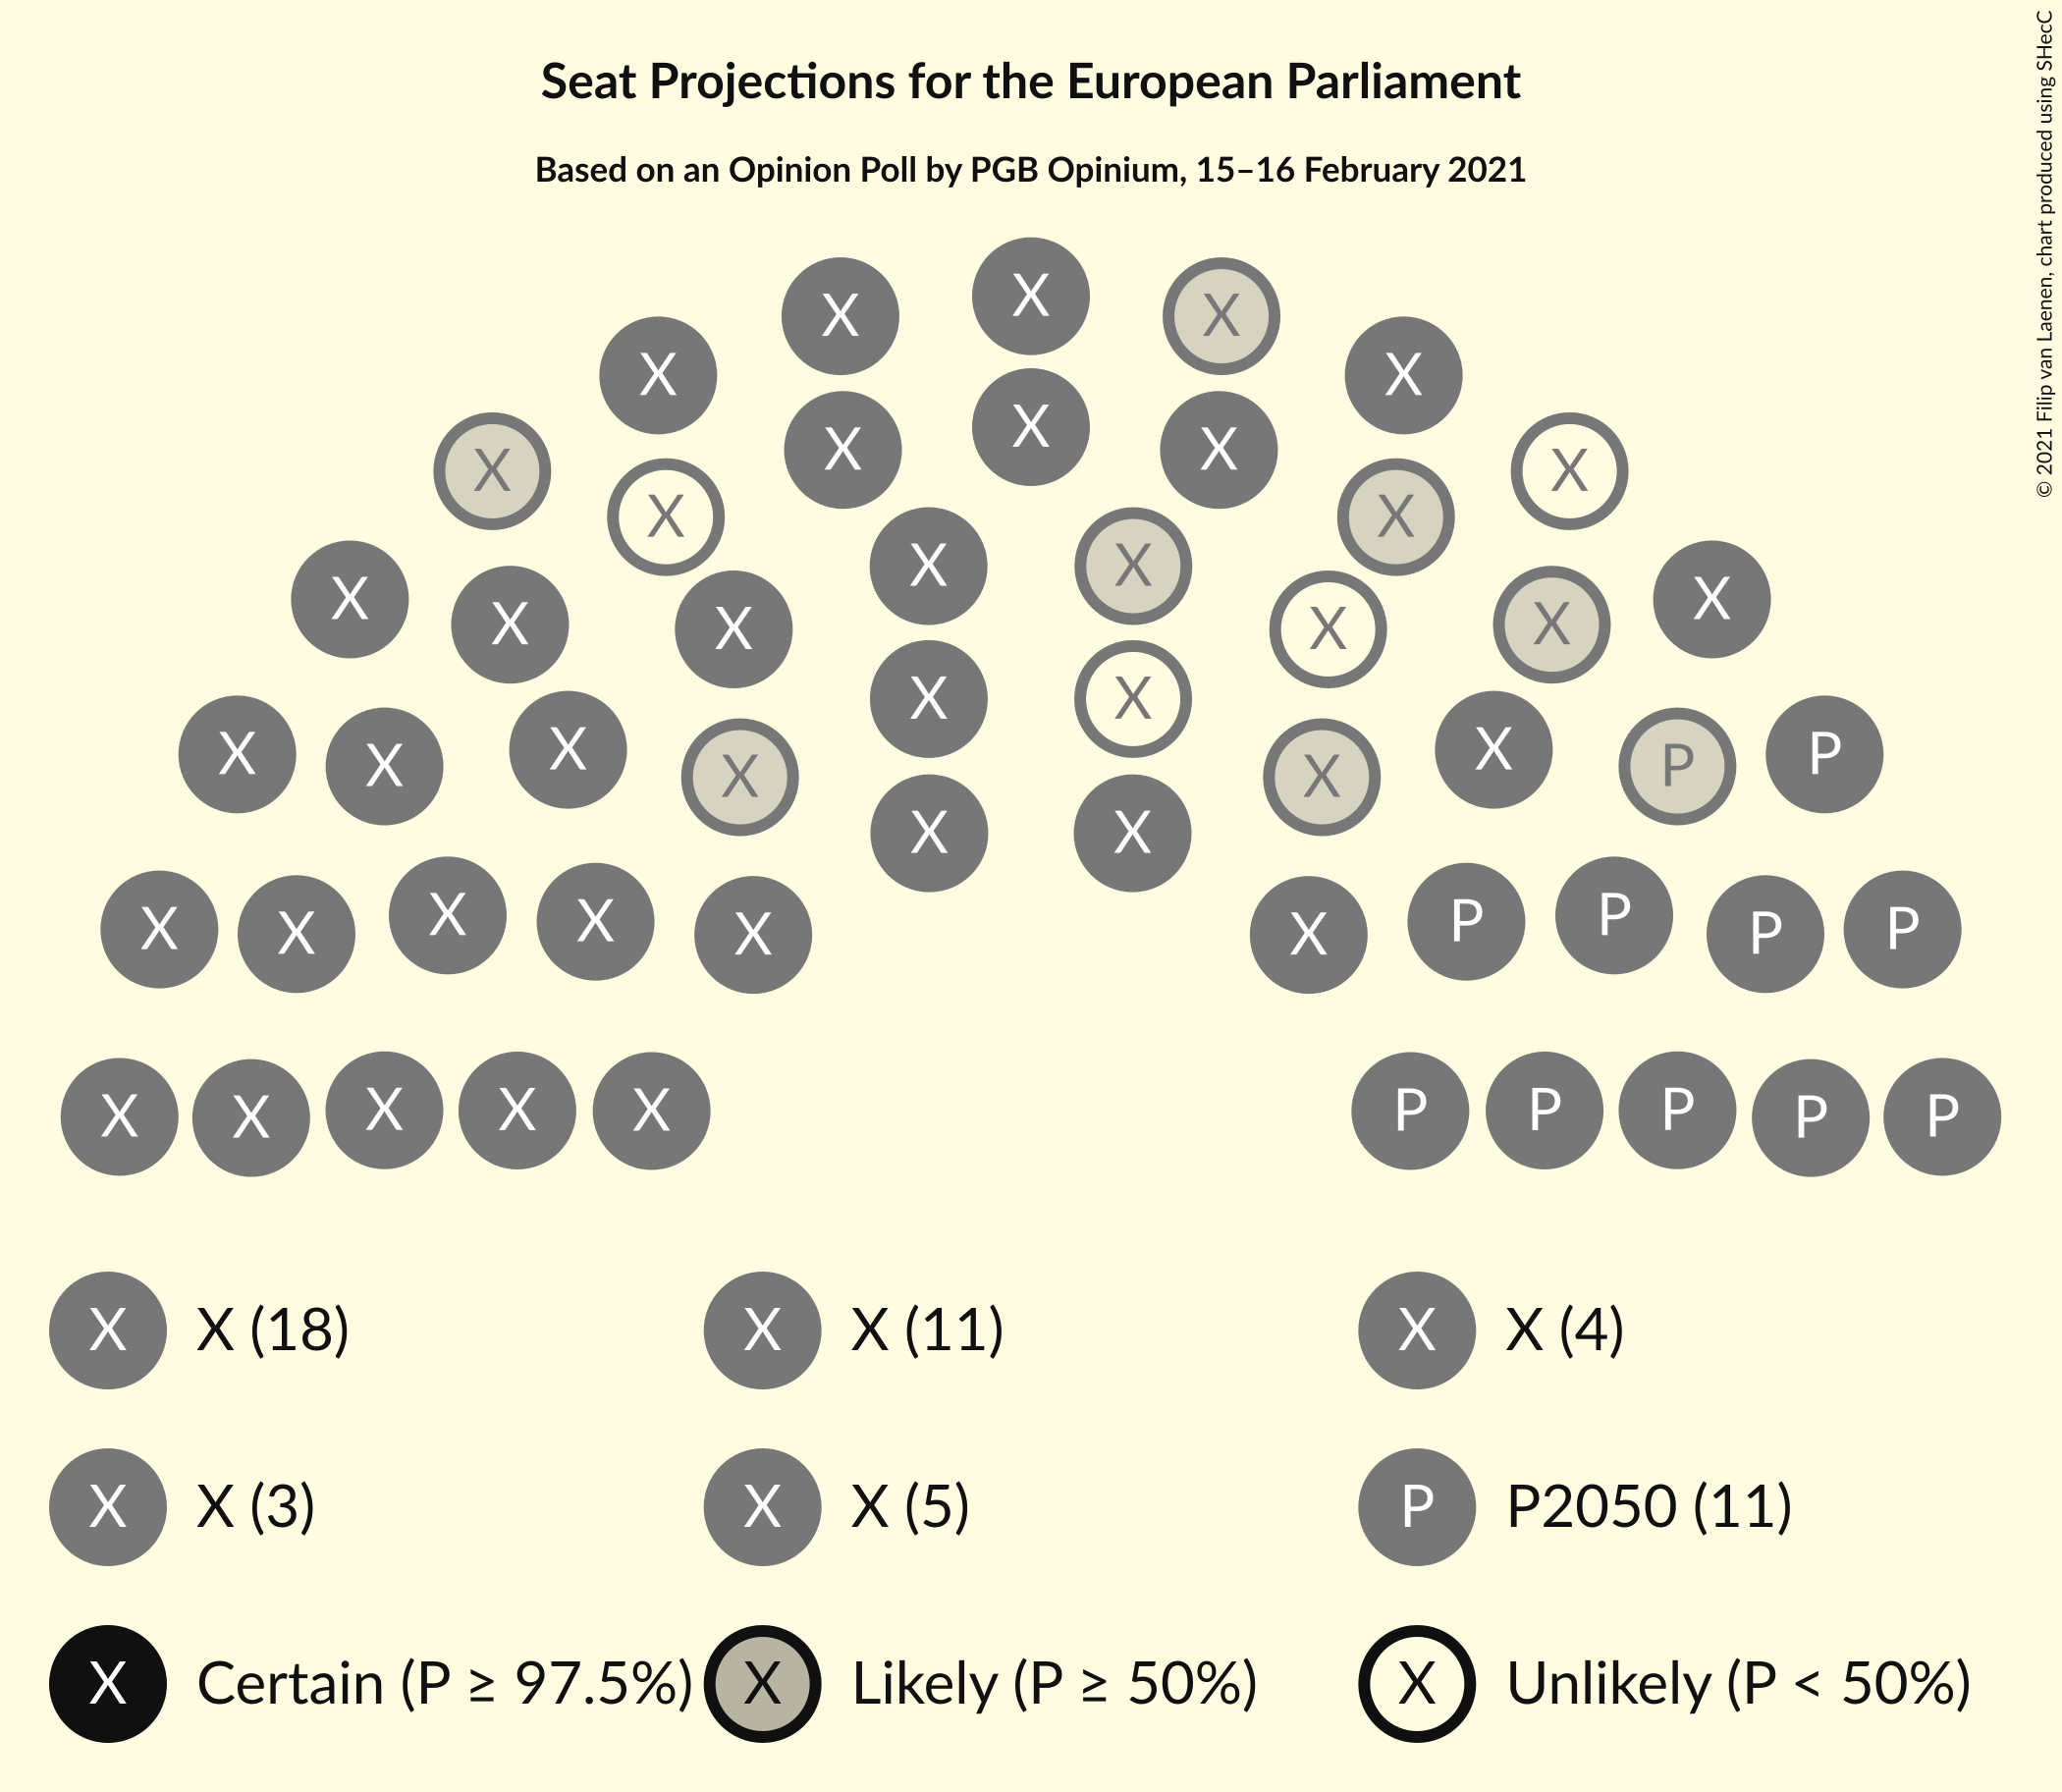 Seat Projections for the European Parliament
Based on an Opinion Poll by PGB Opinium, 15–16 February 2021
© 2021 Filip van Laenen, chart produced using SHecC
X X X X X
X X X X
X X X X X X
X X X X
X X X X
X X X X
X X X X P P
X X
X X X X X X P P P P
X X X X X P P P P P
X X (18) X X (11) X X (4)
X X (3) X X (5) P P2050 (11)
X Certain (P ≥ 97.5%) X Likely (P ≥ 50%) X Unlikely (P < 50%)